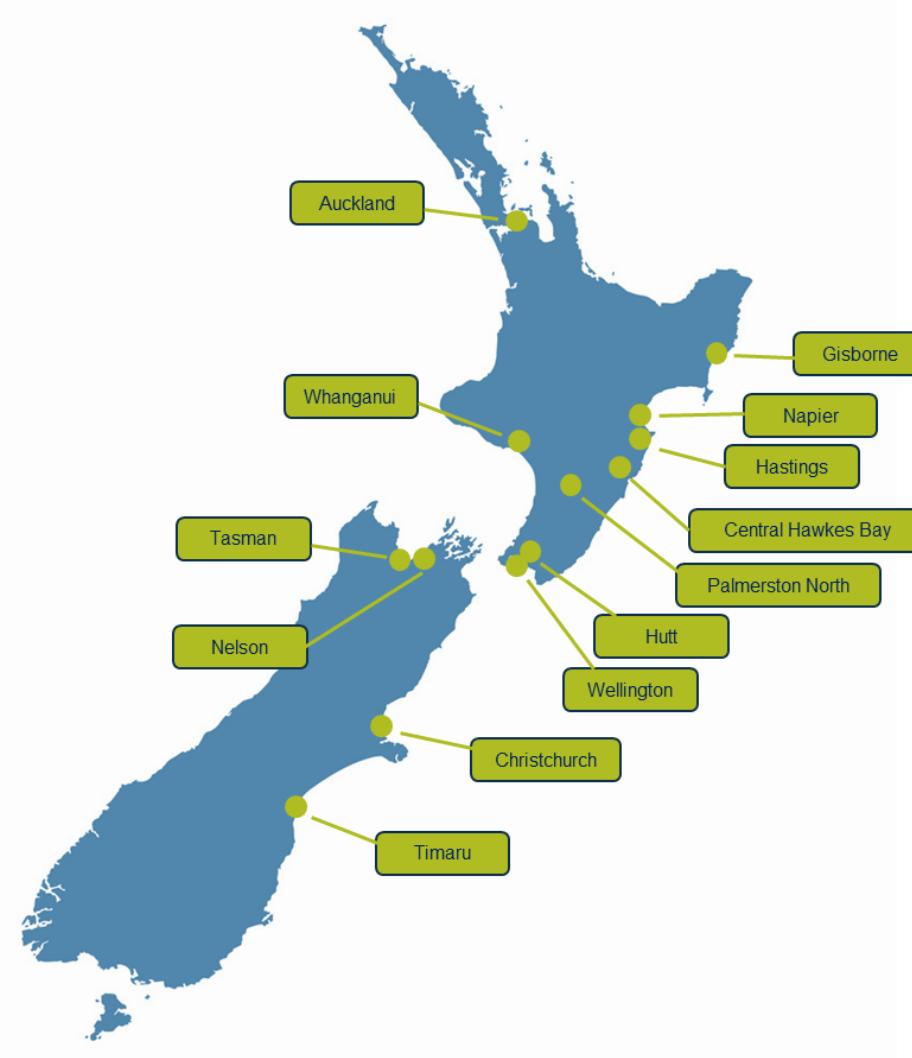 Auckland
Gisborne
Whanganui
Napier
Hastings
Central Hawkes Bay
Tasman
Palmerston North
Hutt
Nelson
Wellington
Christchurch
Timaru